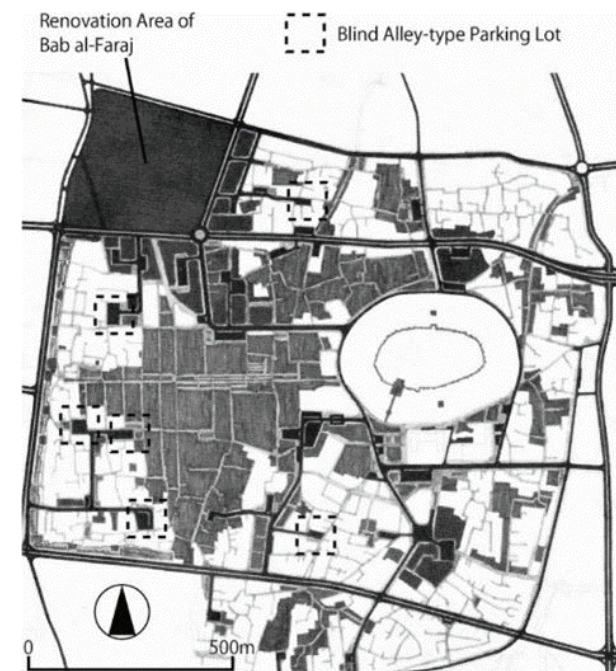 Renovation Area of
Bab al-Faraj
Blind Alley-type Parking Lot
0
500m